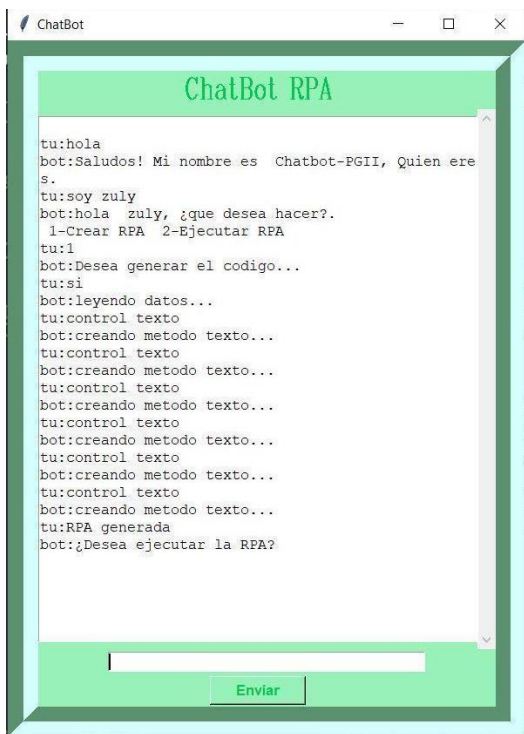 ChatBot
ChatBot RPA
tu:hola
bot:Saludos! Mi nombre es  Chatbot-PGII, Quien ere
s.
tu:soy zuly
bot:hola  zuly, ¿que desea hacer?.
 1-Crear RPA  2-Ejecutar RPA
tu:1
bot:Desea generar el codigo...
tu:si
bot:leyendo datos...
tu:control texto
bot:creando metodo texto...
tu:control texto
bot:creando metodo texto...
tu:control texto
bot:creando metodo texto...
tu:control texto
bot:creando metodo texto...
tu:control texto
bot:creando metodo texto...
tu:control texto
bot:creando metodo texto...
tu:RPA generada
bot:¿Desea ejecutar la RPA?
Enviar